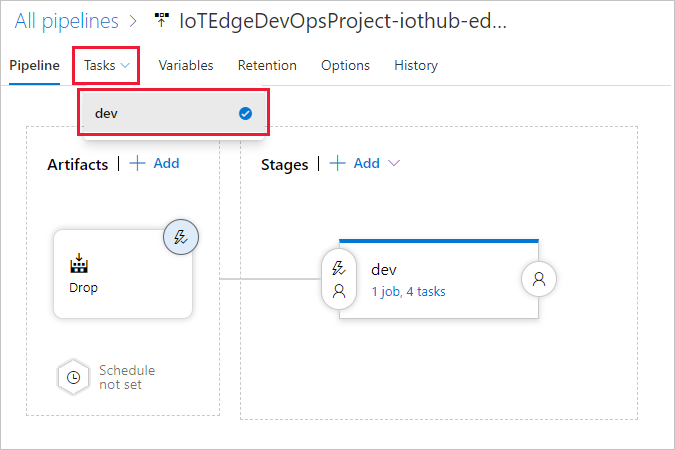 All pipelines > IoTEdgeDevOpsProject-iothub-ed...
Pipeline Tasks Variables Retention Options History
dev
Artifacts | + Add
Stages | + Add
Drop
dev
1 job, 4 tasks
Schedule
not set